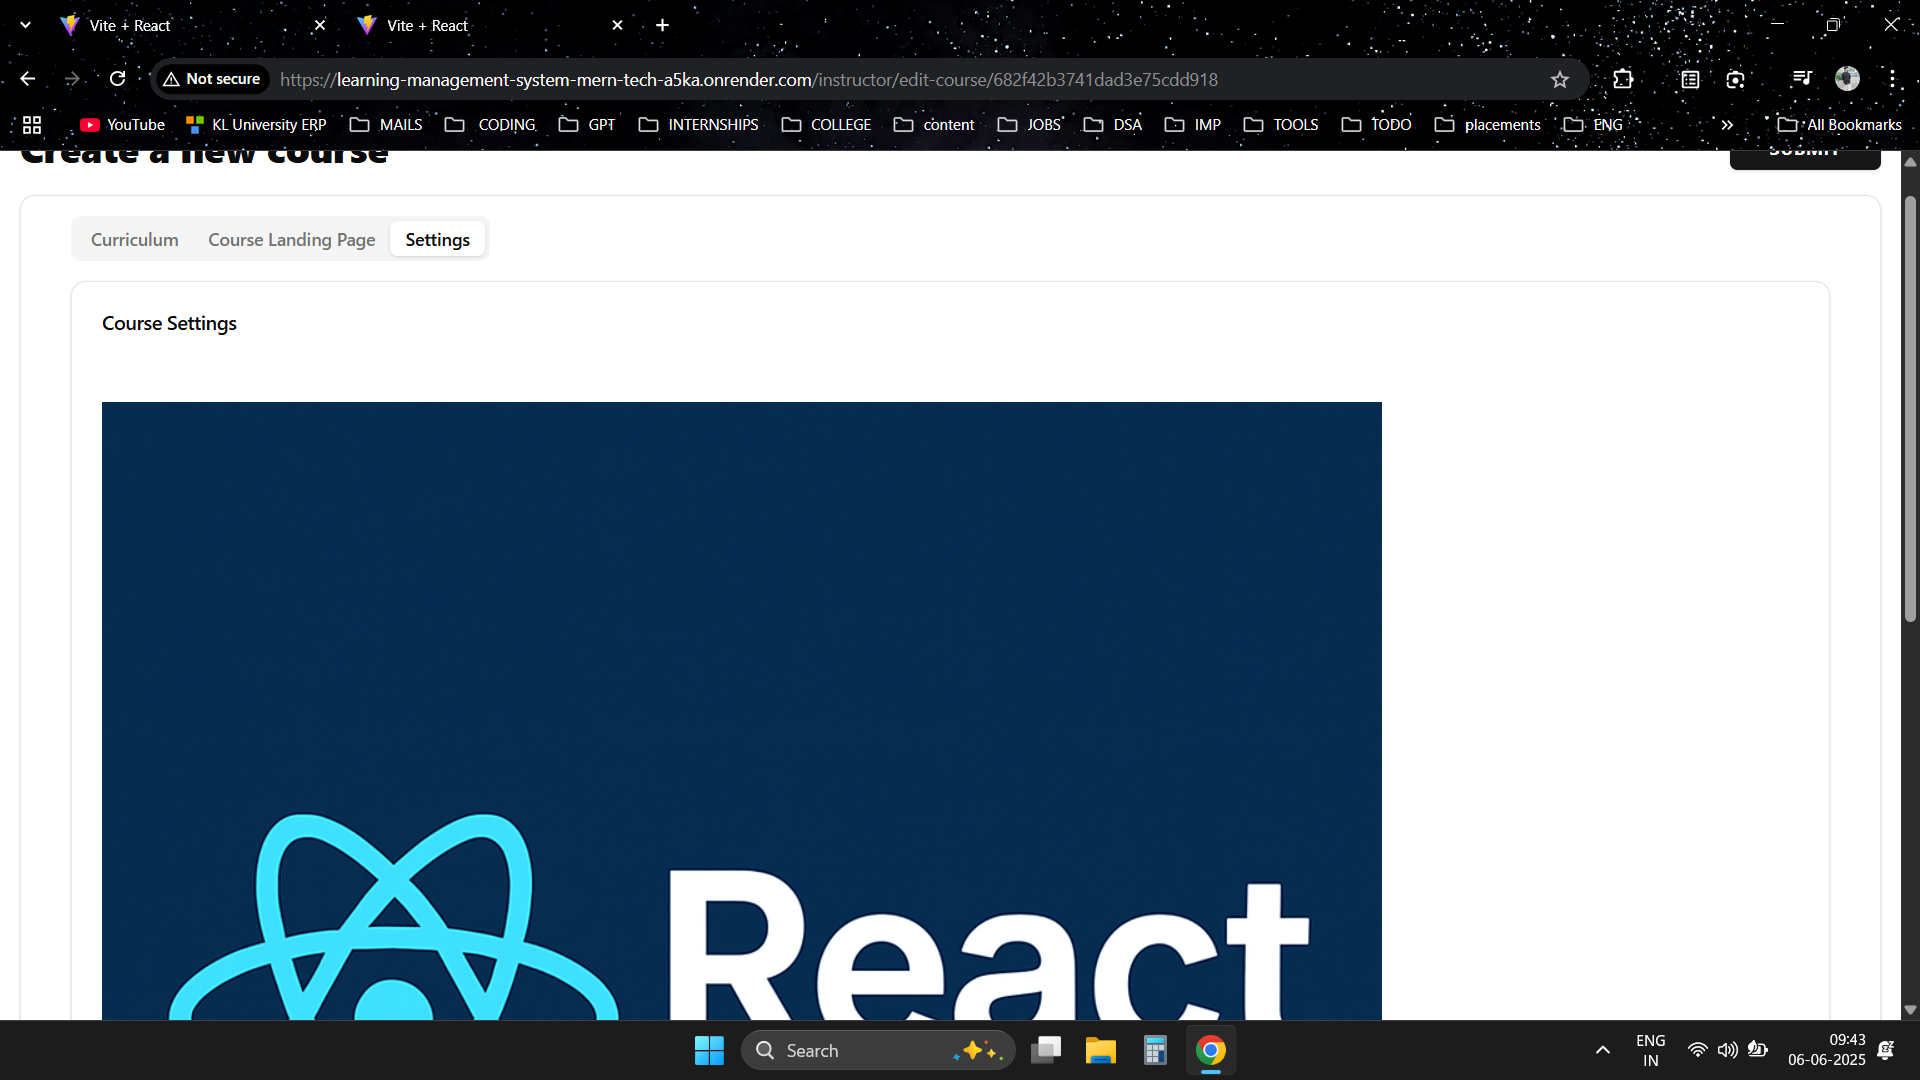 Vite + React
Vite + React
Not secure
https://learning-management-system-mern-tech-a5ka.onrender.com/instructor/edit-course/682f42b3741dad3e75cdd918
YouTube KL University ERP MAILS CODING GPT INTERNSHIPS COLLEGE content JOBS DSA IMP TOOLS TODO placements ENG » All Bookmarks
Create a new course
SUBMIT
Curriculum Course Landing Page Settings
Course Settings
React
Search
ENG
IN
09:43
06-06-2025